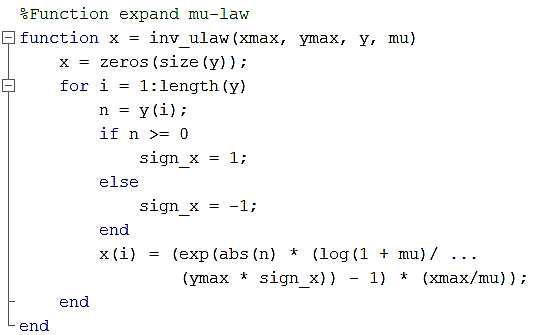 %Function expand mu-law
function x = inv_ulaw(xmax, ymax, y, mu)
x = zeros(size(y));
for i = 1:length(y)
n = y(i);
if n >= 0
sign_x = 1;
else
sign_x = -1;
end
x(i) = (exp(abs(n) * (log(1 + mu)/ ...
(ymax * sign_x)) - 1) * (xmax/mu));
end
end